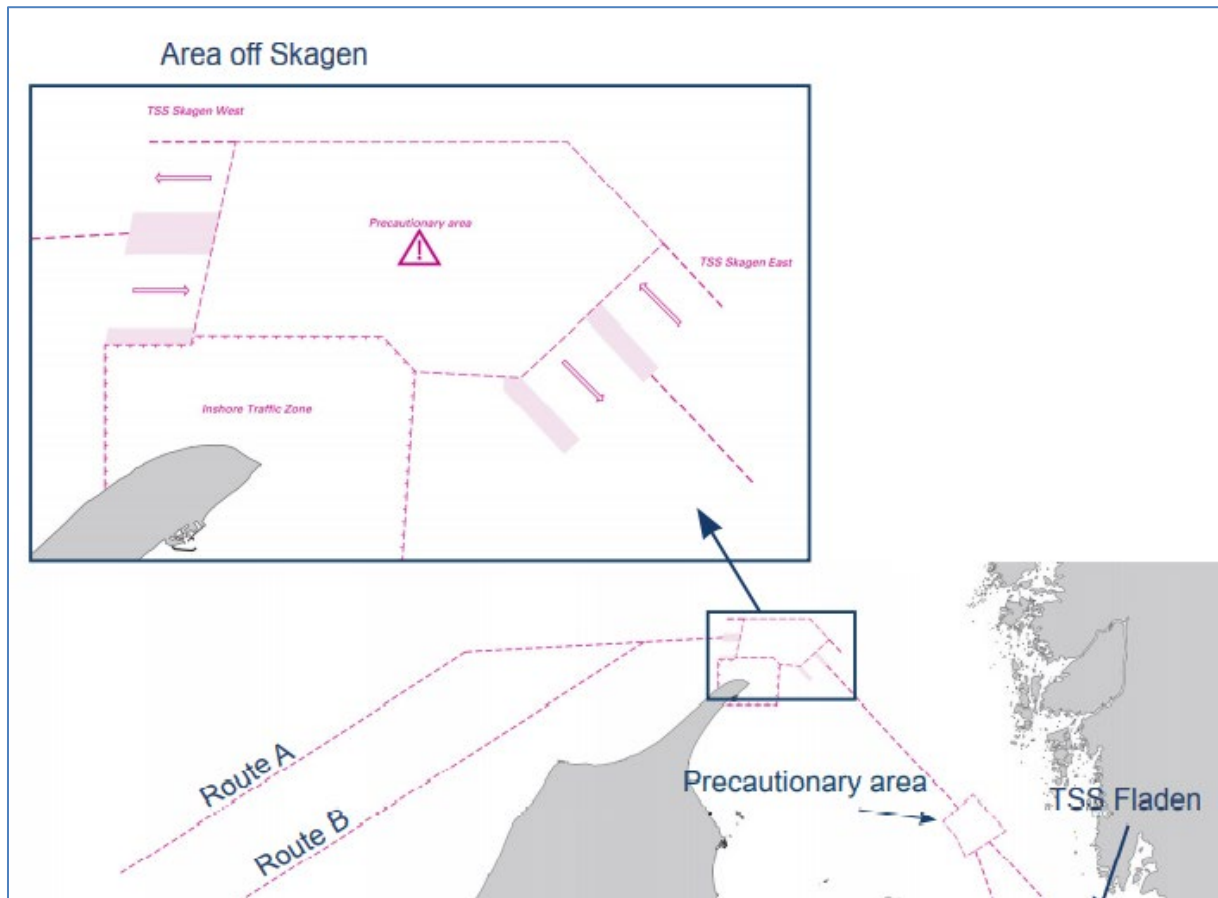 Area off Skagen
TSS Skagen West
Precautionary area
TSS Skagen East
Inshore Traffic Zone
Route A
Route B
Precautionary area
TSS Fladen